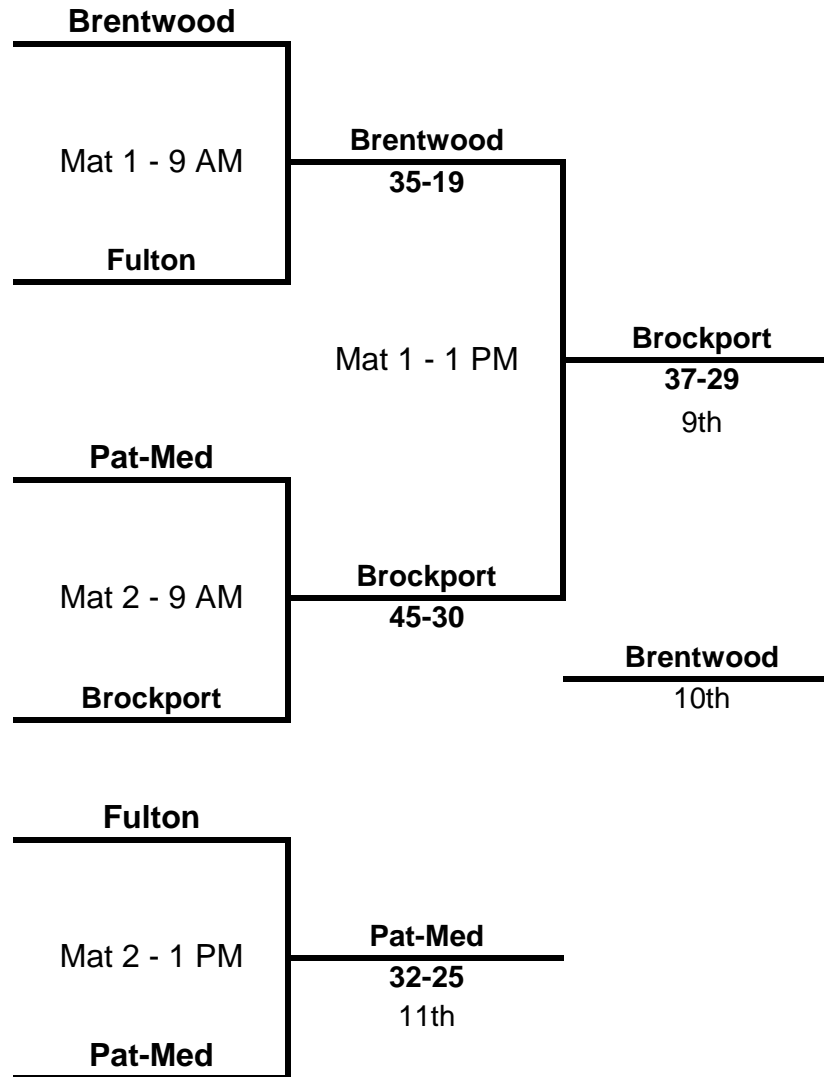 Brentwood
Mat 1 - 9 AM
Brentwood
35-19
Fulton
Mat 1 - 1 PM
Brockport
37-29
9th
Pat-Med
Mat 2 - 9 AM
Brockport
45-30
Brockport
Brentwood
10th
Fulton
Mat 2 - 1 PM
Pat-Med
32-25
11th
Pat-Med